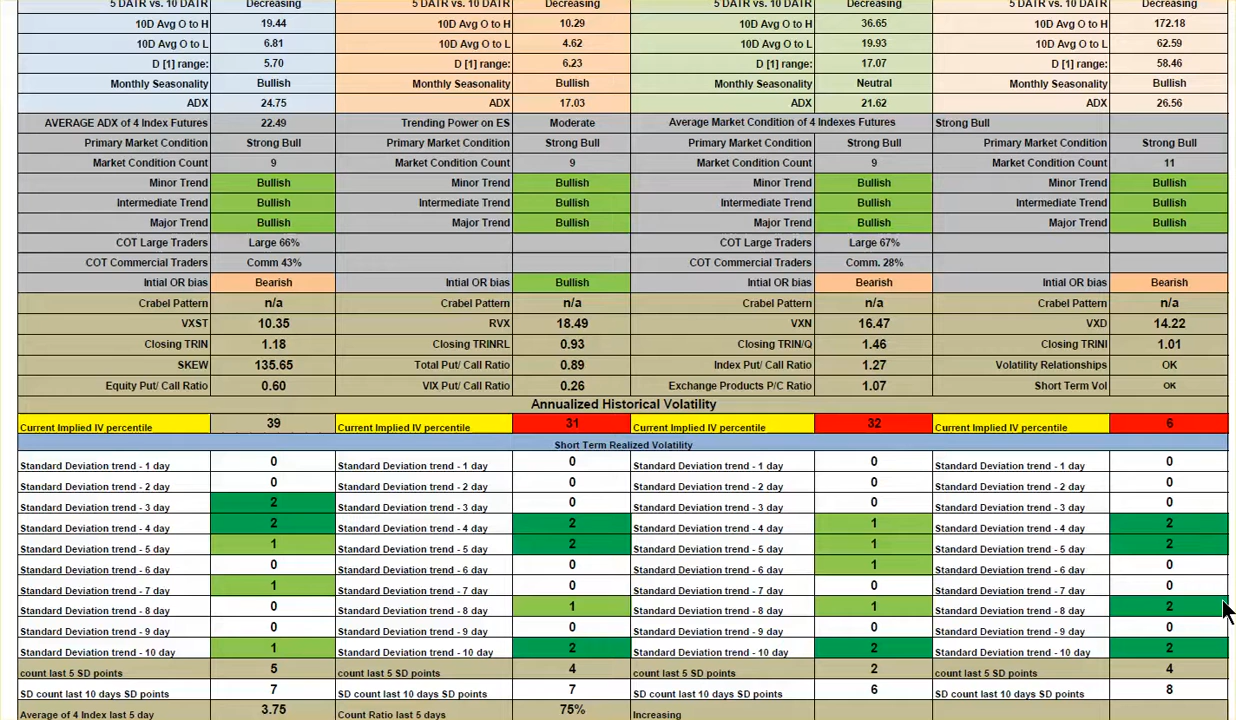 5 DATR vs. 10 DATR Decreasing 5 DATR vs. 10 DATR Decreasing 5 DATR vs. 10 DATR Decreasing 5 DATR vs. 10 DATR Decreasing
10D Avg O to H 19.44 10D Avg O to H 10.29 10D Avg O to H 36.65 10D Avg O to H 172.18
10D Avg O to L 6.81 10D Avg O to L 4.62 10D Avg O to L 19.93 10D Avg O to L 62.59
D [1] range: 5.70 D [1] range: 6.23 D [1] range: 17.07 D [1] range: 58.46
Monthly Seasonality Bullish Monthly Seasonality Bullish Monthly Seasonality Neutral Monthly Seasonality Bullish
ADX 24.75 ADX 17.03 ADX 21.62 ADX 26.56
AVERAGE ADX of 4 Index Futures 22.49 Trending Power on ES Moderate Average Market Condition of 4 Indexes Futures Strong Bull
Primary Market Condition Strong Bull Primary Market Condition Strong Bull Primary Market Condition Strong Bull Primary Market Condition Strong Bull
Market Condition Count 9 Market Condition Count 9 Market Condition Count 9 Market Condition Count 11
Minor Trend Bullish Minor Trend Bullish Minor Trend Bullish Minor Trend Bullish
Intermediate Trend Bullish Intermediate Trend Bullish Intermediate Trend Bullish Intermediate Trend Bullish
Major Trend Bullish Major Trend Bullish Major Trend Bullish Major Trend Bullish
COT Large Traders Large 66% COT Large Traders Large 67%
COT Commercial Traders Comm 43% COT Commercial Traders Comm. 28%
Intial OR bias Bearish Intial OR bias Bullish Intial OR bias Bearish Intial OR bias Bearish
Crabel Pattern n/a Crabel Pattern n/a Crabel Pattern n/a Crabel Pattern n/a
VXST 10.35 RVX 18.49 VXN 16.47 VXD 14.22
Closing TRIN 1.18 Closing TRINRL 0.93 Closing TRIN/Q 1.46 Closing TRINI 1.01
SKEW 135.65 Total Put/ Call Ratio 0.89 Index Put/ Call Ratio 1.27 Volatility Relationships OK
Equity Put/ Call Ratio 0.60 VIX Put/ Call Ratio 0.26 Exchange Products P/C Ratio 1.07 Short Term Vol OK
Annualized Historical Volatility
Current Implied IV percentile 39 Current Implied IV percentile 31 Current Implied IV percentile 32 Current Implied IV percentile 6
Short Term Realized Volatility
Standard Deviation trend - 1 day 0 Standard Deviation trend - 1 day 0 Standard Deviation trend - 1 day 0 Standard Deviation trend - 1 day 0
Standard Deviation trend - 2 day 0 Standard Deviation trend - 2 day 0 Standard Deviation trend - 2 day 0 Standard Deviation trend - 2 day 0
Standard Deviation trend - 3 day 2 Standard Deviation trend - 3 day 0 Standard Deviation trend - 3 day 0 Standard Deviation trend - 3 day 0
Standard Deviation trend - 4 day 2 Standard Deviation trend - 4 day 2 Standard Deviation trend - 4 day 1 Standard Deviation trend - 4 day 2
Standard Deviation trend - 5 day 1 Standard Deviation trend - 5 day 2 Standard Deviation trend - 5 day 1 Standard Deviation trend - 5 day 2
Standard Deviation trend - 6 day 0 Standard Deviation trend - 6 day 0 Standard Deviation trend - 6 day 1 Standard Deviation trend - 6 day 0
Standard Deviation trend - 7 day 1 Standard Deviation trend - 7 day 0 Standard Deviation trend - 7 day 0 Standard Deviation trend - 7 day 0
Standard Deviation trend - 8 day 0 Standard Deviation trend - 8 day 1 Standard Deviation trend - 8 day 1 Standard Deviation trend - 8 day 2
Standard Deviation trend - 9 day 0 Standard Deviation trend - 9 day 0 Standard Deviation trend - 9 day 0 Standard Deviation trend - 9 day 0
Standard Deviation trend - 10 day 1 Standard Deviation trend - 10 day 2 Standard Deviation trend - 10 day 2 Standard Deviation trend - 10 day 2
count last 5 SD points 5 count last 5 SD points 4 count last 5 SD points 2 count last 5 SD points 4
SD count last 10 days SD points 7 SD count last 10 days SD points 7 SD count last 10 days SD points 6 SD count last 10 days SD points 8
Average of 4 Index last 5 day 3.75 Count Ratio last 5 days 75% Increasing